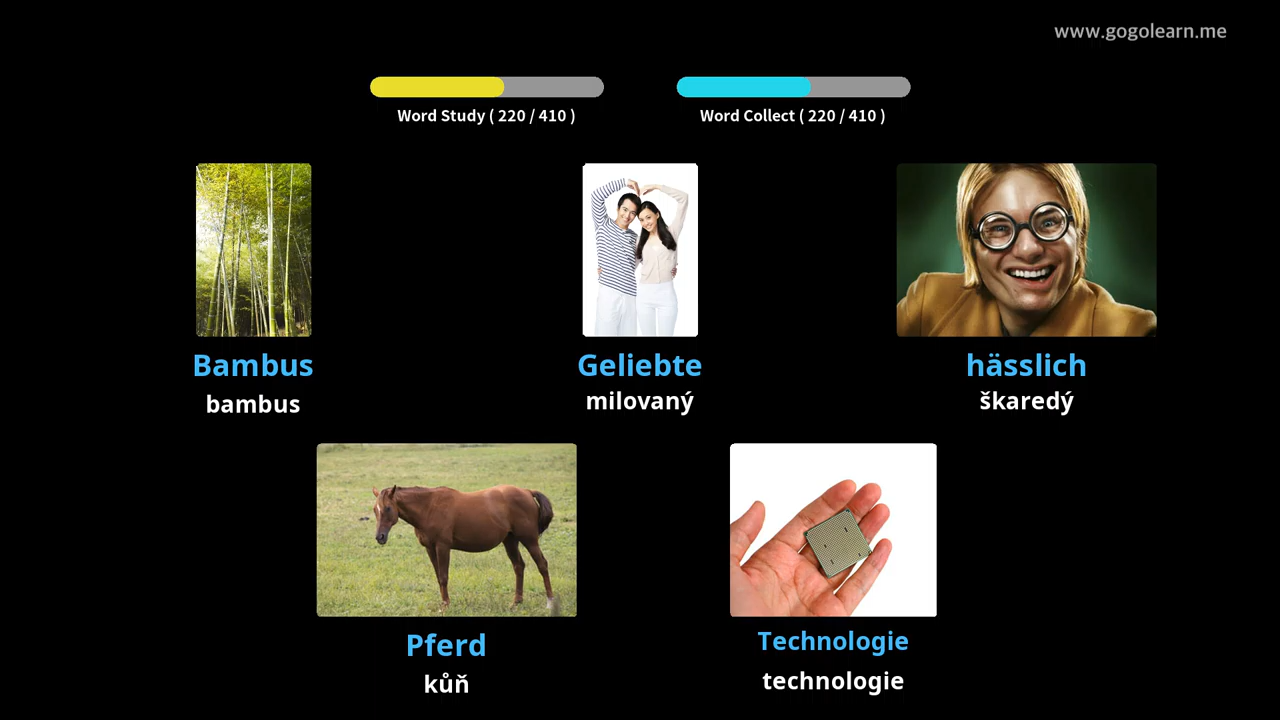 www.gogolearn.me
Word Study ( 220 / 410 )
Word Collect ( 220 / 410 )
Bambus
bambus
Geliebte
milovaný
hässlich
škaredý
Pferd
kůň
Technologie
technologie